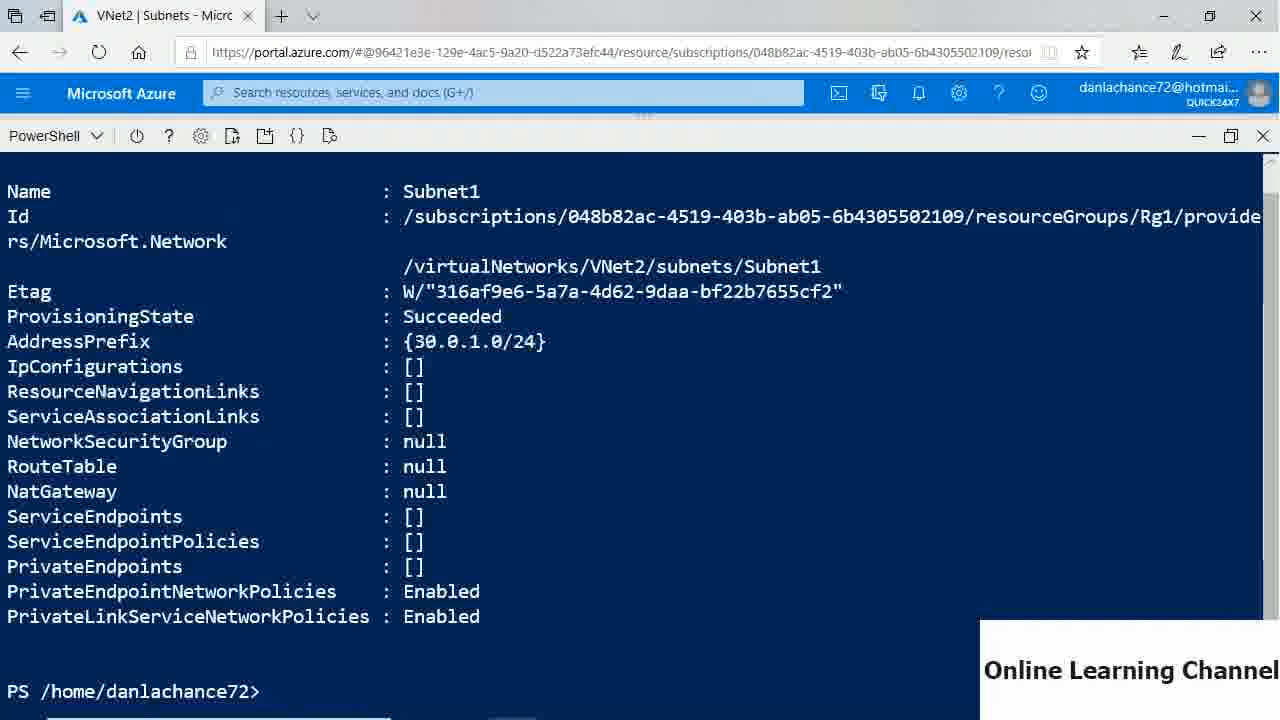 VNet2 | Subnets - Micro
https://portal.azure.com/#@96421e3e-129e-4ac5-9a20-d522a73efc44/resource/subscriptions/048b82ac-4519-403b-ab05-6b4305502109/resou
Microsoft Azure
Search resources, services, and docs (G+/)
danlachance72@hotmai...
QUICK24X7
PowerShell
Name : Subnet1
Id : /subscriptions/048b82ac-4519-403b-ab05-6b4305502109/resourceGroups/Rg1/provide
rs/Microsoft.Network
/virtualNetworks/VNet2/subnets/Subnet1
Etag : W/"316af9e6-5a7a-4d62-9daa-bf22b7655cf2"
ProvisioningState : Succeeded
AddressPrefix : {30.0.1.0/24}
IpConfigurations : []
ResourceNavigationLinks : []
ServiceAssociationLinks : []
NetworkSecurityGroup : null
RouteTable : null
NatGateway : null
ServiceEndpoints : []
ServiceEndpointPolicies : []
PrivateEndpoints : []
PrivateEndpointNetworkPolicies : Enabled
PrivateLinkServiceNetworkPolicies : Enabled
PS /home/danlachance72>
Online Learning Channel